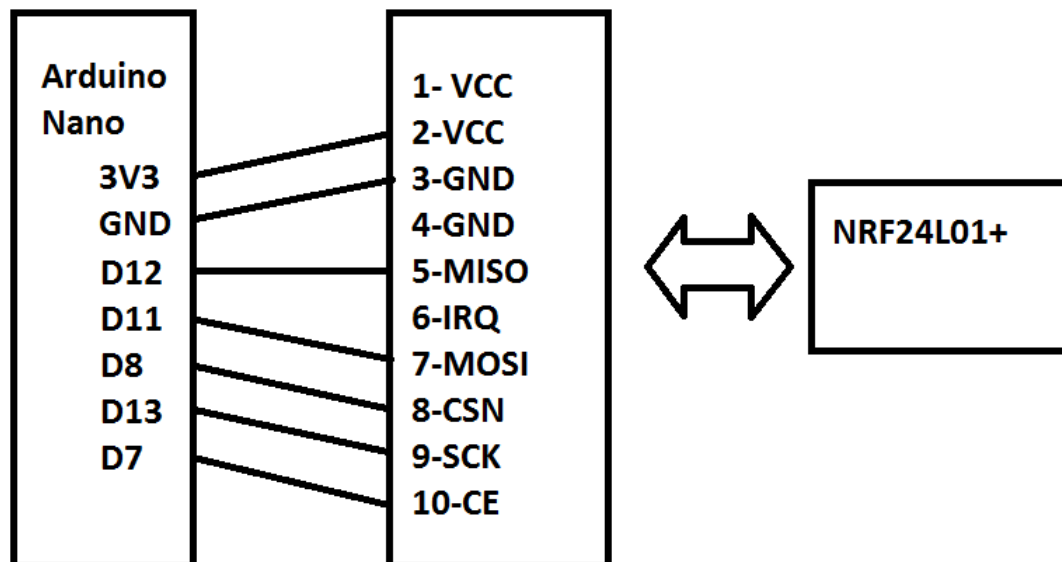 Arduino
Nano
3V3
GND
D12
D11
D8
D13
D7
1- VCC
2-VCC
3-GND
4-GND
5-MISO
6-IRQ
7-MOSI
8-CSN
9-SCK
10-CE
NRF24L01+